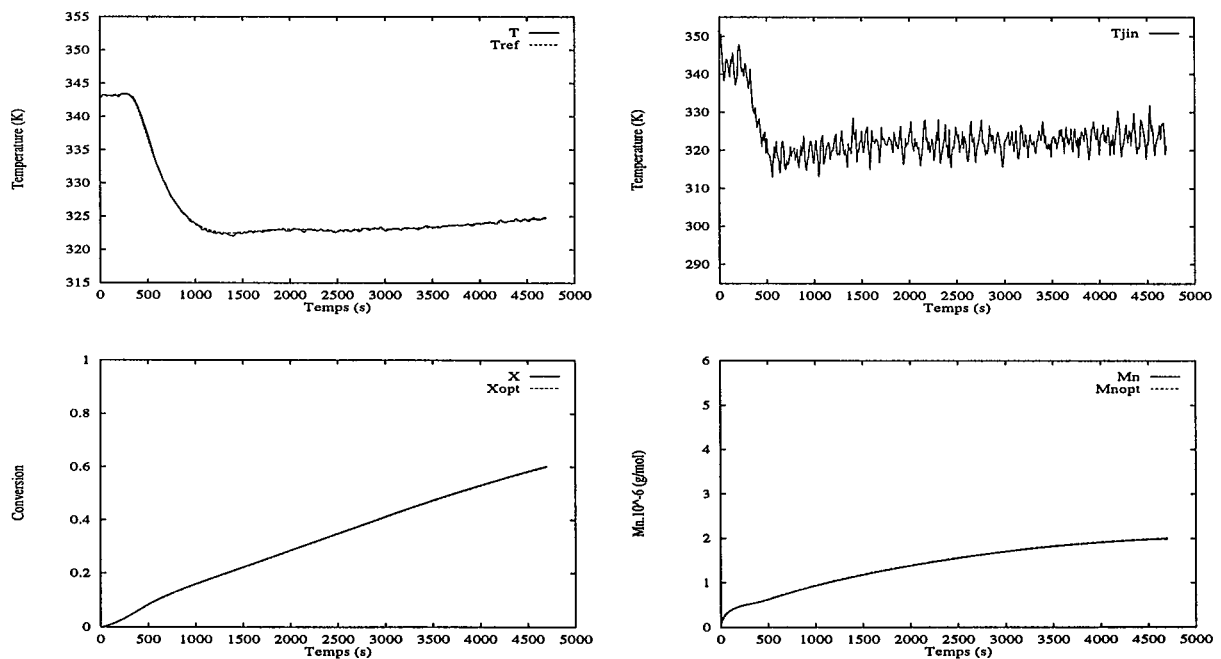 355
350
345
340
335
330
325
320
315
Temperature (K)
T
Tref
0 500 1000 1500 2000 2500 3000 3500 4000 4500 5000
Temps (s)
350
340
330
320
310
300
290
Temperature (K)
Tjin
0 500 1000 1500 2000 2500 3000 3500 4000 4500 5000
Temps (s)
1
0.8
0.6
0.4
0.2
0
Conversion
X
Xopt
0 500 1000 1500 2000 2500 3000 3500 4000 4500 5000
Temps (s)
6
5
4
3
2
1
0
Mn.10^-6 (g/mol)
Mn
Mnopt
0 500 1000 1500 2000 2500 3000 3500 4000 4500 5000
Temps (s)